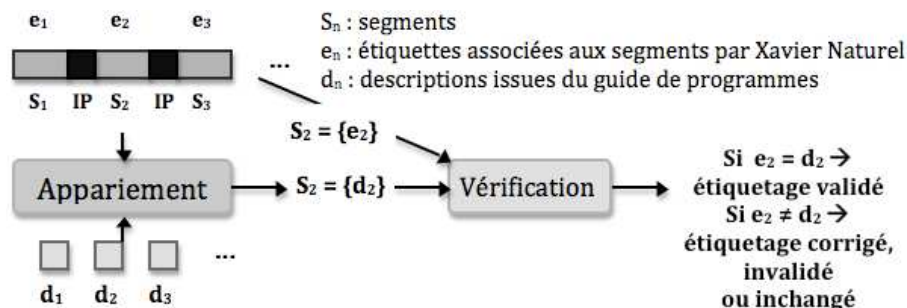 e₁ e₂ e₃
Sₙ : segments
eₙ : étiquettes associées aux segments par Xavier Naturel
dₙ : descriptions issues du guide de programmes
...
S₁ IP S₂ IP S₃
S₂ = {e₂}
Appariement
S₂ = {d₂}
Vérification
Si e₂ = d₂ →
étiquetage validé
Si e₂ ≠ d₂ →
étiquetage corrigé,
invalidé
ou inchangé
...
d₁ d₂ d₃